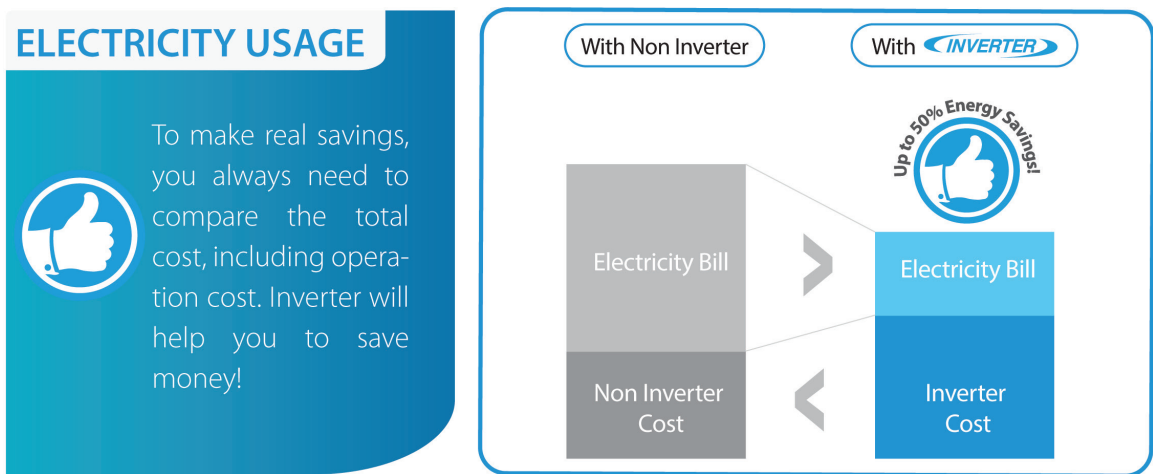 ELECTRICITY USAGE
To make real savings,
you always need to
compare the total
cost, including opera-
tion cost. Inverter will
help you to save
money!
With Non Inverter
With INVERTER
Up to 50% Energy Savings!
Electricity Bill
>
Electricity Bill
Non Inverter
Cost
<
Inverter
Cost